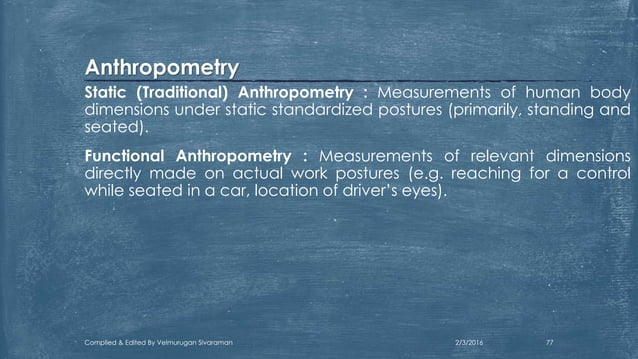 Anthropometry
Static (Traditional) Anthropometry : Measurements of human body
dimensions under static standardized postures (primarily, standing and
seated).
Functional Anthropometry : Measurements of relevant dimensions
directly made on actual work postures (e.g. reaching for a control
while seated in a car, location of driver's eyes).
Complied & Edited By Velmurugan Sivaraman 2/3/2016 77